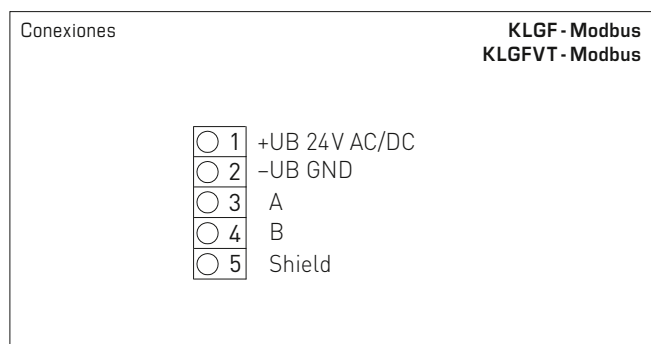 Conexiones
KLGF - Modbus
KLGFVT - Modbus
1 +UB 24V AC/DC
2 –UB GND
3 A
4 B
5 Shield